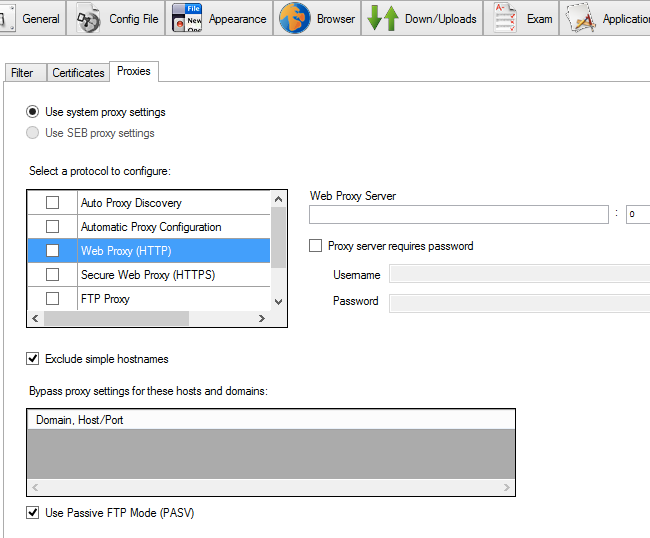 General
Config File
File
New
Appearance
Browser
Down/Uploads
Exam
Filter
Certificates
Proxies
Use system proxy settings
Use SEB proxy settings
Select a protocol to configure:
Auto Proxy Discovery
Automatic Proxy Configuration
Web Proxy (HTTP)
Secure Web Proxy (HTTPS)
FTP Proxy
Web Proxy Server
: 0
Proxy server requires password
Username
Password
Exclude simple hostnames
Bypass proxy settings for these hosts and domains:
Domain, Host/Port
Use Passive FTP Mode (PASV)